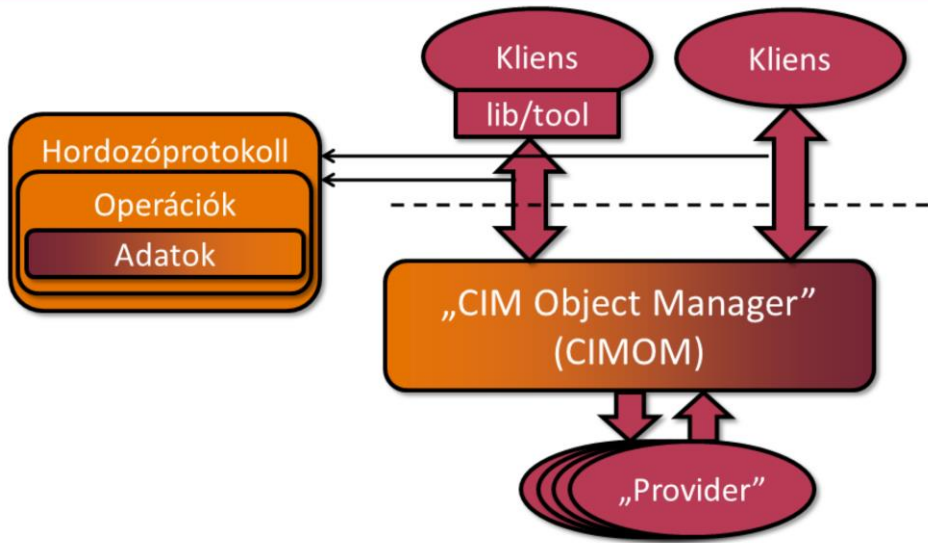 Kliens
lib/tool
Kliens
Hordozóprotokoll
Operációk
Adatok
„CIM Object Manager”
(CIMOM)
„Provider”